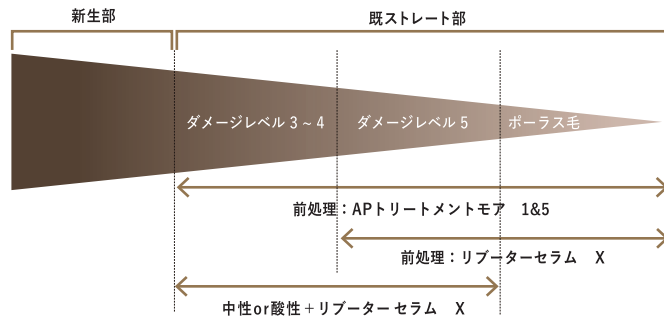 新生部
既ストレート部
ダメージレベル 3 ~ 4
ダメージレベル 5
ポーラス毛
前処理：APトリートメントモア　1&5
前処理：リブーターセラム　X
中性or酸性＋リブーター セラム　X